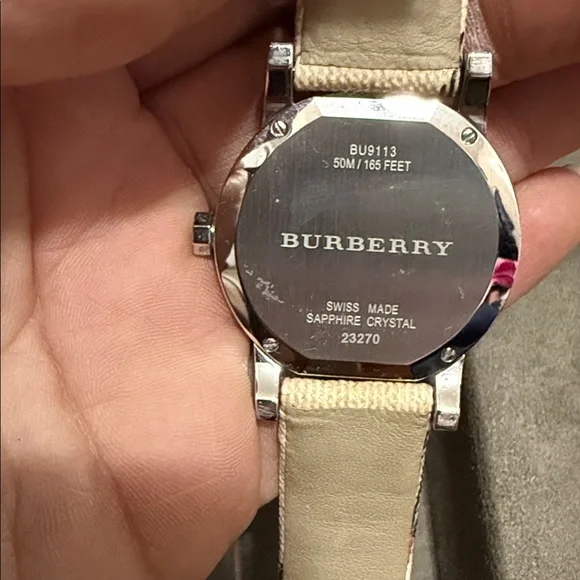 BU9113
50M / 165 FEET
BURBERRY
SWISS MADE
SAPPHIRE CRYSTAL
23270